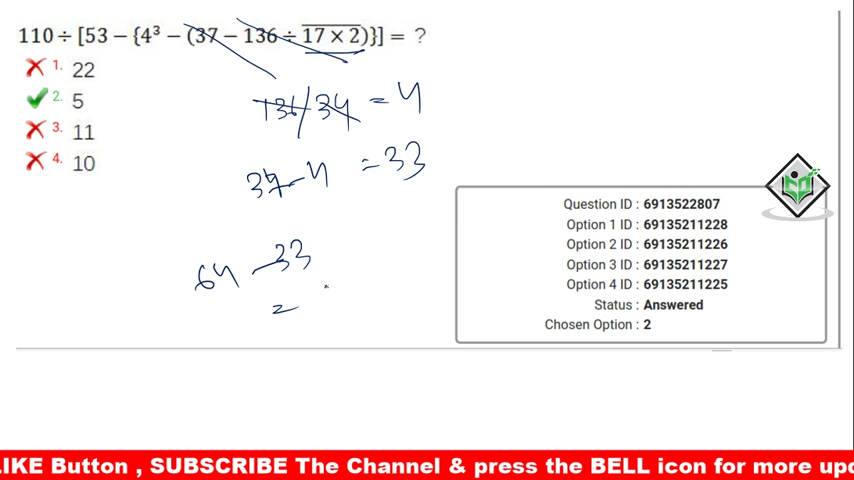 110 ÷ [53 − {4³ − (37 − 136 ÷ 17 × 2)}] = ?
1. 22
2. 5
3. 11
4. 10
136/34 = 4
37-4 = 33
64 - 33
=
Question ID : 6913522807
Option 1 ID : 69135211228
Option 2 ID : 69135211226
Option 3 ID : 69135211227
Option 4 ID : 69135211225
Status : Answered
Chosen Option : 2
LIKE Button , SUBSCRIBE The Channel & press the BELL icon for more upd